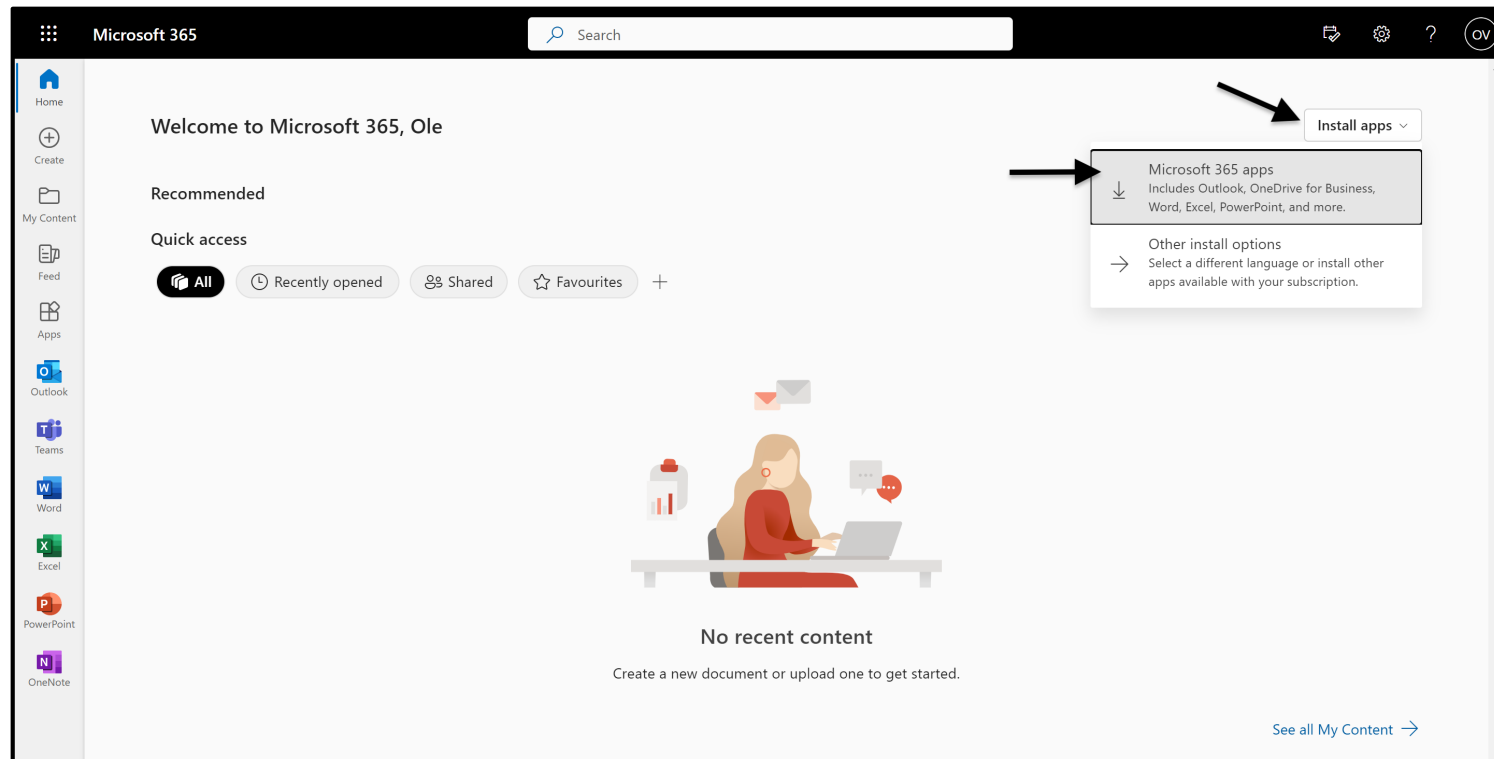 Microsoft 365
Search
?
OV
Home
Create
My Content
Feed
Apps
Outlook
Teams
Word
Excel
PowerPoint
OneNote
Welcome to Microsoft 365, Ole
Install apps
Microsoft 365 apps
Includes Outlook, OneDrive for Business,
Word, Excel, PowerPoint, and more.
Other install options
Select a different language or install other
apps available with your subscription.
Recommended
Quick access
All
Recently opened
Shared
Favourites
No recent content
Create a new document or upload one to get started.
See all My Content